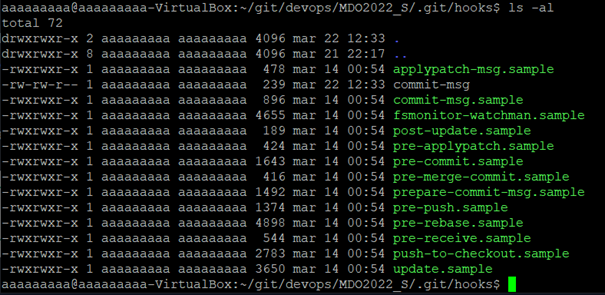 aaaaaaaaa@aaaaaaaaa-VirtualBox:~/git/devops/MDO2022_S/.git/hooks$ ls -al
total 72
drwxrwxr-x 2 aaaaaaaaa aaaaaaaaa 4096 mar 22 12:33 .
drwxrwxr-x 8 aaaaaaaaa aaaaaaaaa 4096 mar 21 22:17 ..
-rwxrwxr-x 1 aaaaaaaaa aaaaaaaaa 478 mar 14 00:54 applypatch-msg.sample
-rw-rw-r-- 1 aaaaaaaaa aaaaaaaaa 239 mar 22 12:33 commit-msg
-rwxrwxr-x 1 aaaaaaaaa aaaaaaaaa 896 mar 14 00:54 commit-msg.sample
-rwxrwxr-x 1 aaaaaaaaa aaaaaaaaa 4655 mar 14 00:54 fsmonitor-watchman.sample
-rwxrwxr-x 1 aaaaaaaaa aaaaaaaaa 189 mar 14 00:54 post-update.sample
-rwxrwxr-x 1 aaaaaaaaa aaaaaaaaa 424 mar 14 00:54 pre-applypatch.sample
-rwxrwxr-x 1 aaaaaaaaa aaaaaaaaa 1643 mar 14 00:54 pre-commit.sample
-rwxrwxr-x 1 aaaaaaaaa aaaaaaaaa 416 mar 14 00:54 pre-merge-commit.sample
-rwxrwxr-x 1 aaaaaaaaa aaaaaaaaa 1492 mar 14 00:54 prepare-commit-msg.sample
-rwxrwxr-x 1 aaaaaaaaa aaaaaaaaa 1374 mar 14 00:54 pre-push.sample
-rwxrwxr-x 1 aaaaaaaaa aaaaaaaaa 4898 mar 14 00:54 pre-rebase.sample
-rwxrwxr-x 1 aaaaaaaaa aaaaaaaaa 544 mar 14 00:54 pre-receive.sample
-rwxrwxr-x 1 aaaaaaaaa aaaaaaaaa 2783 mar 14 00:54 push-to-checkout.sample
-rwxrwxr-x 1 aaaaaaaaa aaaaaaaaa 3650 mar 14 00:54 update.sample
aaaaaaaaa@aaaaaaaaa-VirtualBox:~/git/devops/MDO2022_S/.git/hooks$